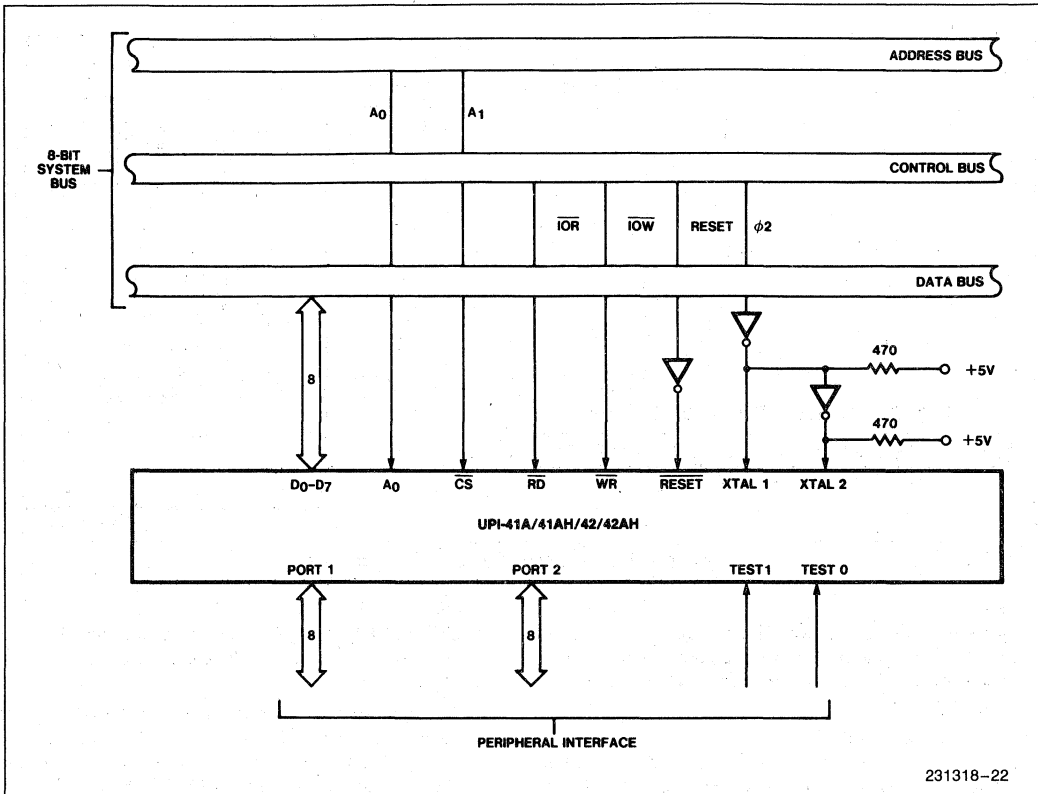 ADDRESS BUS
A0
A1
8-BIT
SYSTEM
BUS
CONTROL BUS
IOR
IOW
RESET
φ2
DATA BUS
470
+5V
8
470
+5V
D0-D7
A0
CS
RD
WR
RESET
XTAL 1
XTAL 2
UPI-41A/41AH/42/42AH
PORT 1
PORT 2
TEST1
TEST 0
8
8
PERIPHERAL INTERFACE
231318-22